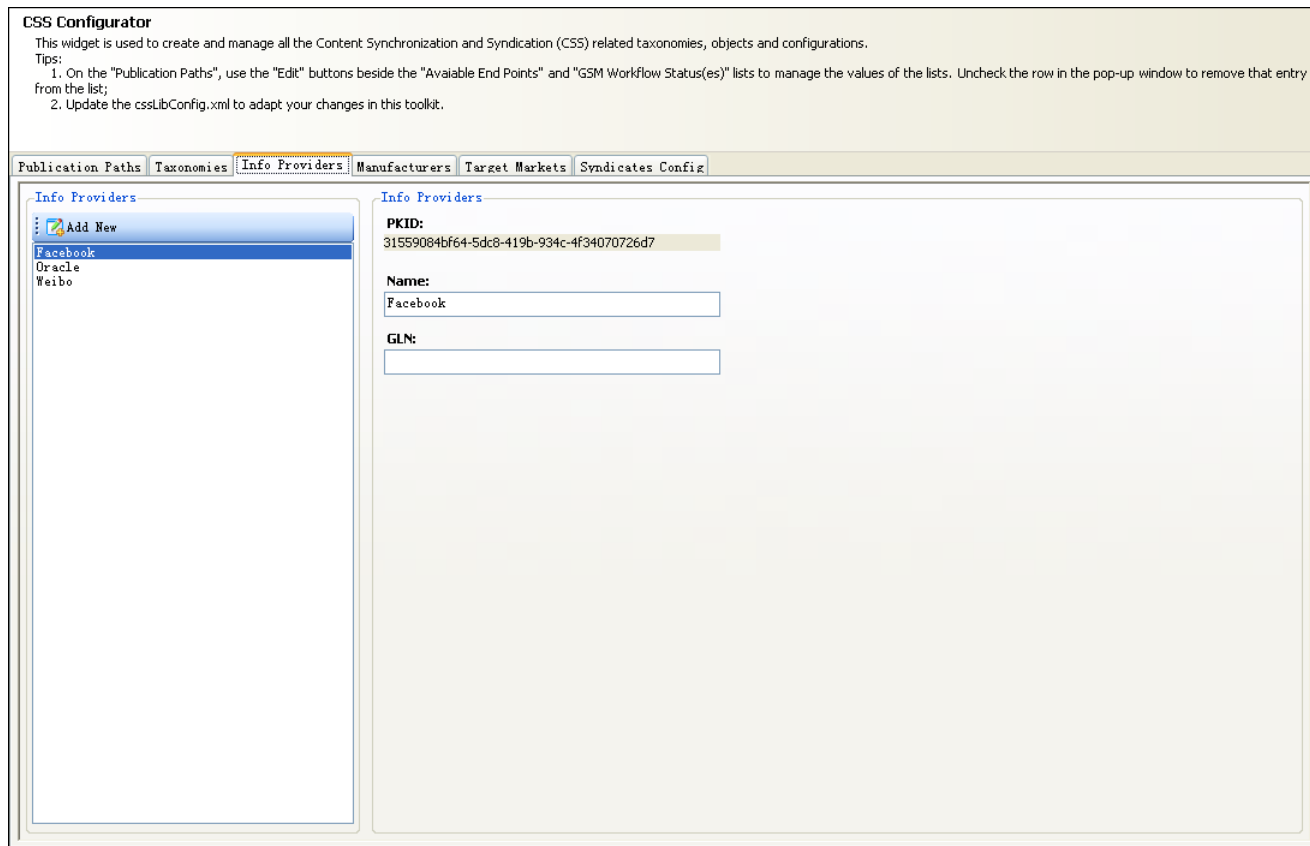 CSS Configurator
This widget is used to create and manage all the Content Synchronization and Syndication (CSS) related taxonomies, objects and configurations.
Tips:
1. On the "Publication Paths", use the "Edit" buttons beside the "Avaiable End Points" and "GSM Workflow Status(es)" lists to manage the values of the lists. Uncheck the row in the pop-up window to remove that entry
from the list;
2. Update the cssLibConfig.xml to adapt your changes in this toolkit.
Publication Paths Taxonomies Info Providers Manufacturers Target Markets Syndicates Config
Info Providers
Add New
Facebook
Oracle
Weibo
Info Providers
PKID:
31559084bf64-5dc8-419b-934c-4f34070726d7
Name:
Facebook
GLN: